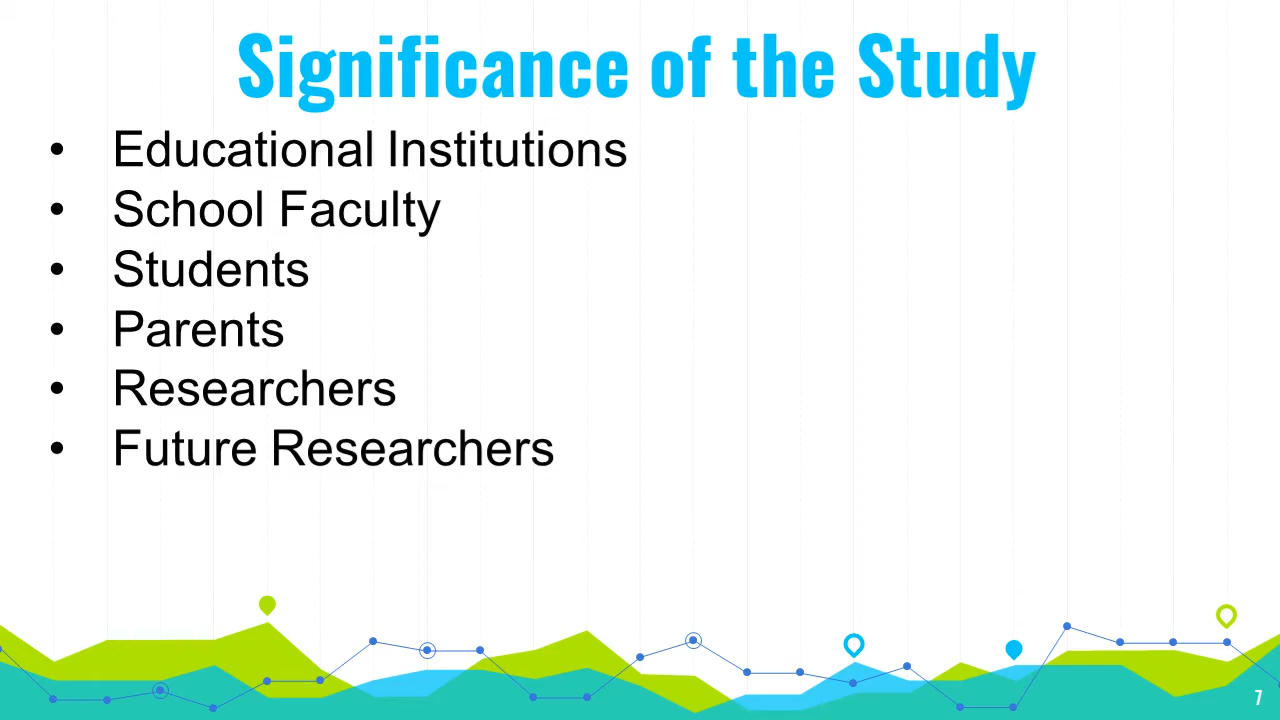 Significance of the Study
• Educational Institutions
• School Faculty
• Students
• Parents
• Researchers
• Future Researchers
7